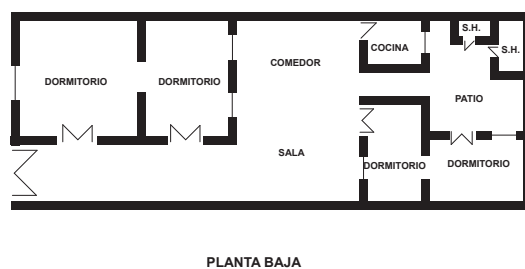 S.H.
COCINA
S.H.
COMEDOR
DORMITORIO
DORMITORIO
PATIO
SALA
DORMITORIO
DORMITORIO
PLANTA BAJA